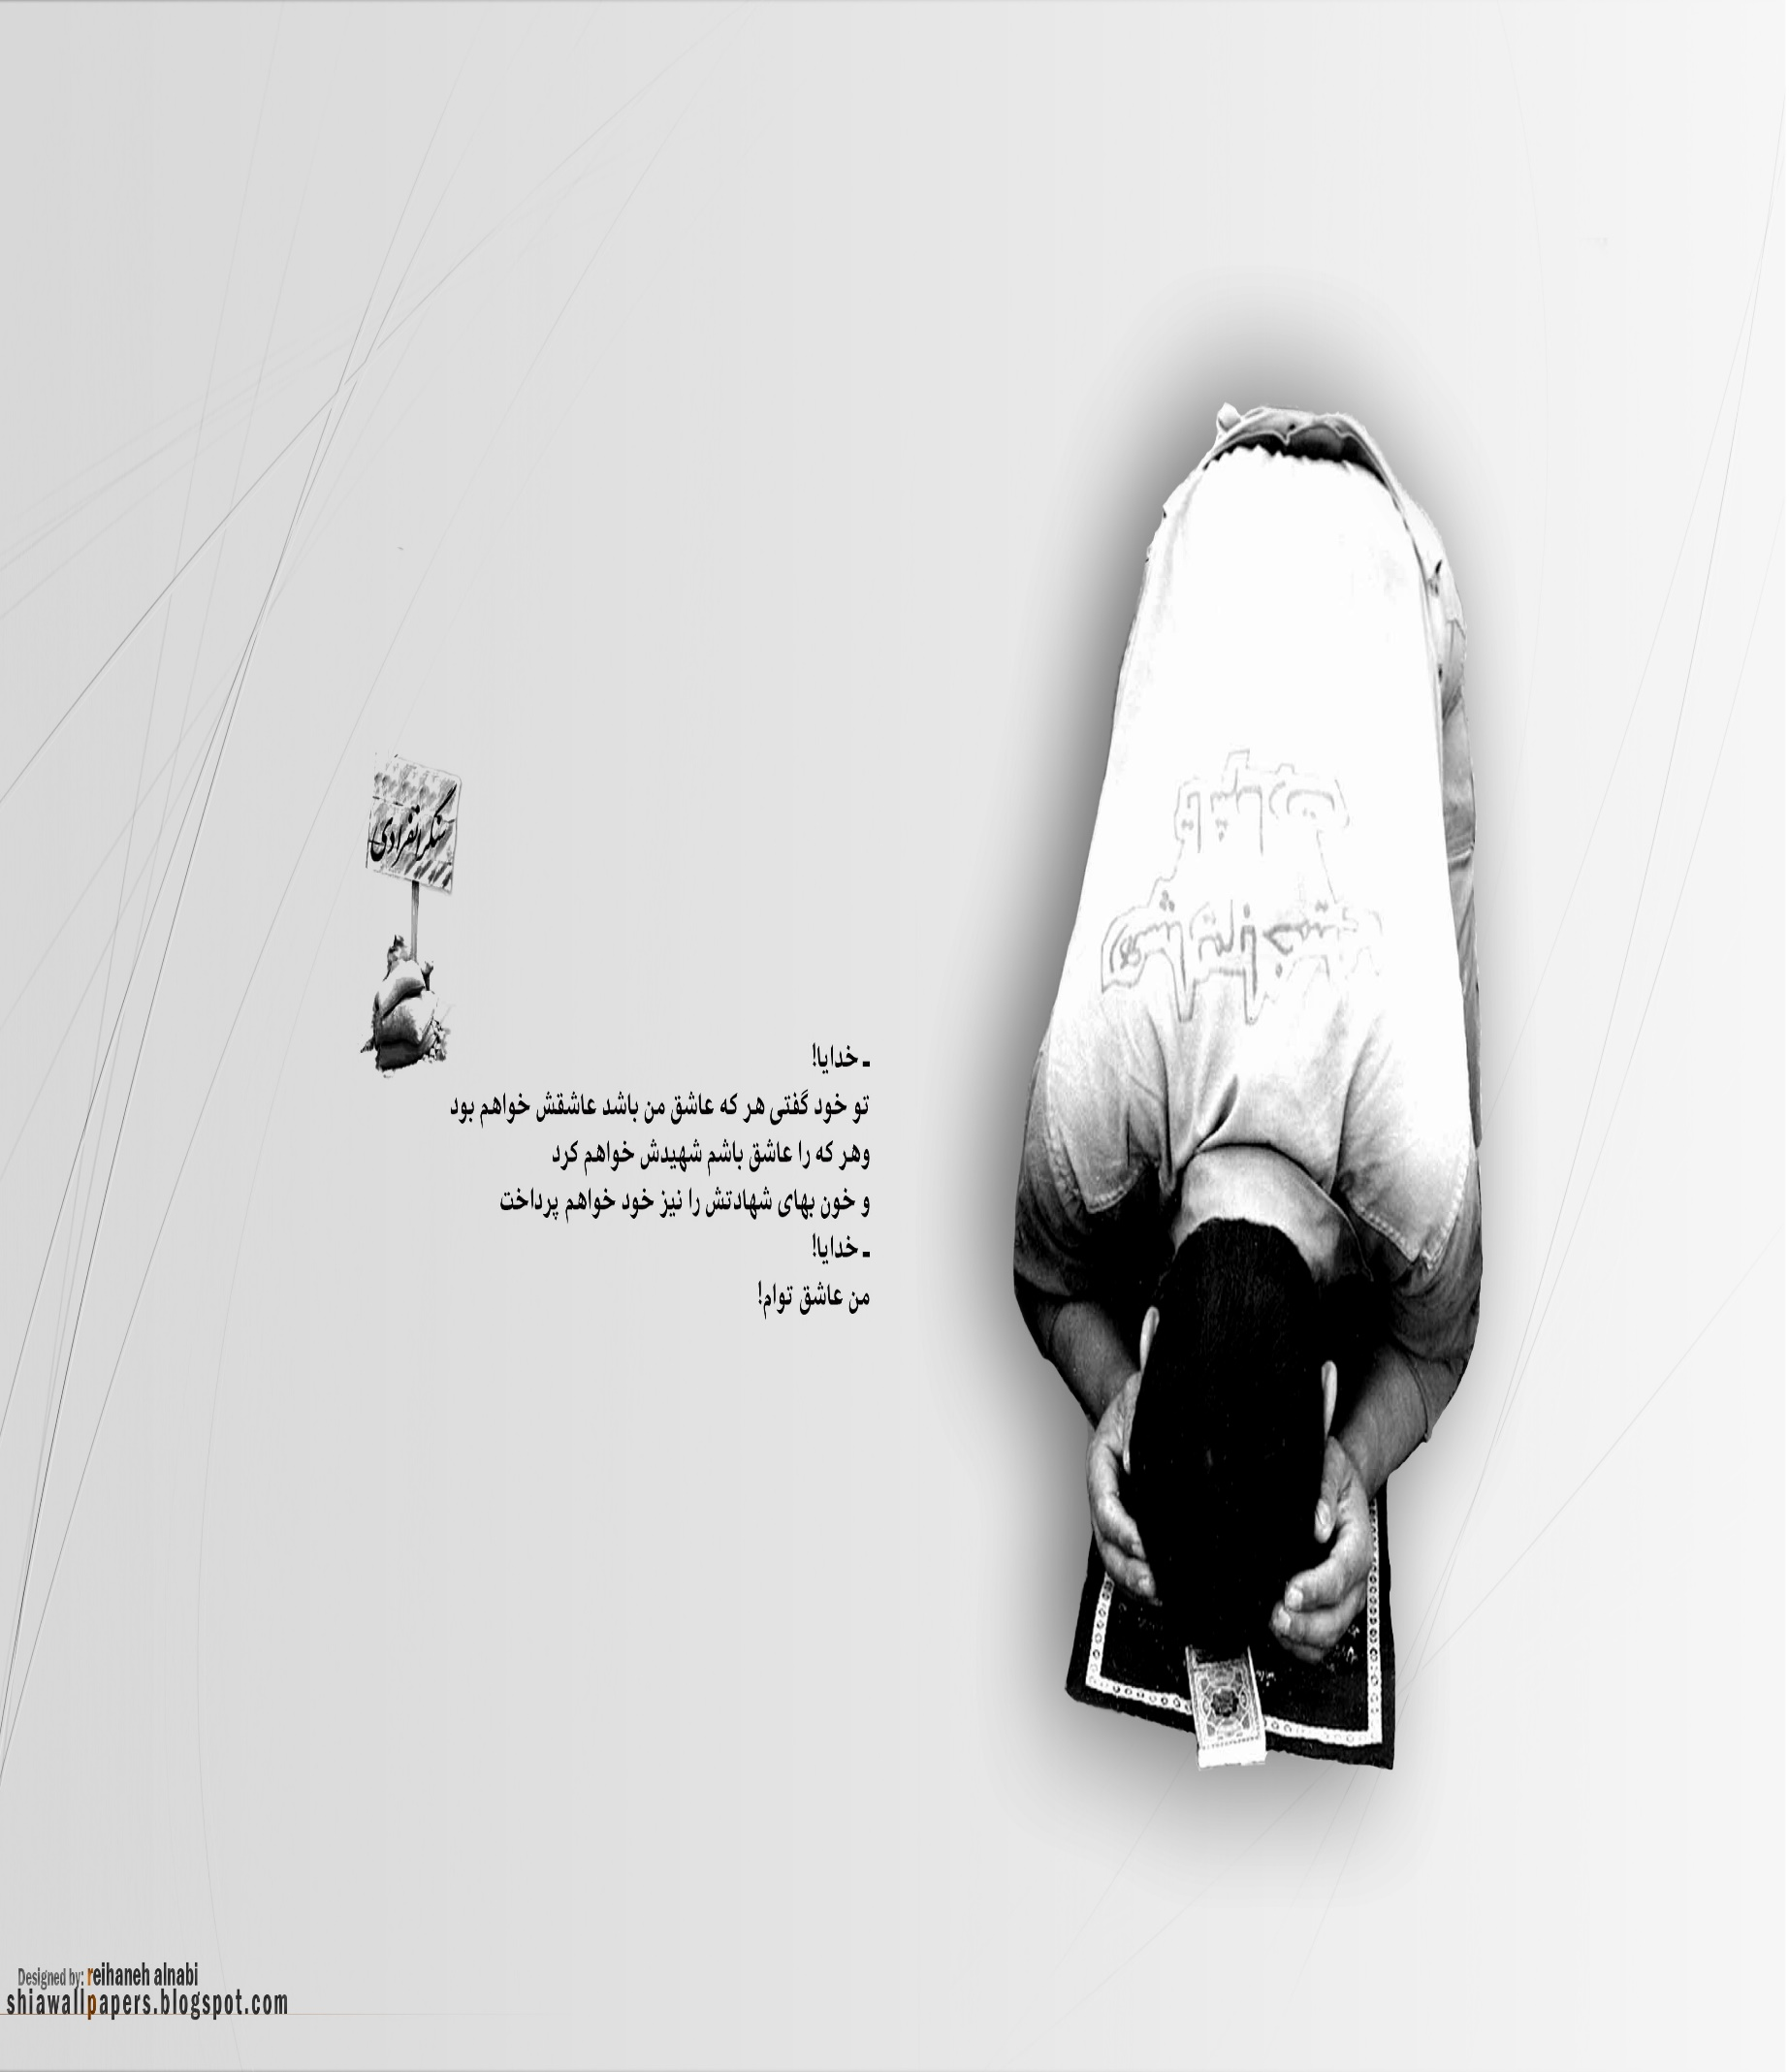 سنگر انفرادی
ـ خدایا!
تو خود گفتی هر که عاشق من باشد عاشقش خواهم بود
وهر که را عاشق باشم شهیدش خواهم کرد
و خون بهای شهادتش را نیز خود خواهم پرداخت
ـ خدایا!
من عاشق توام!
Designed by: reihaneh alnabi
shiawallpapers.blogspot.com